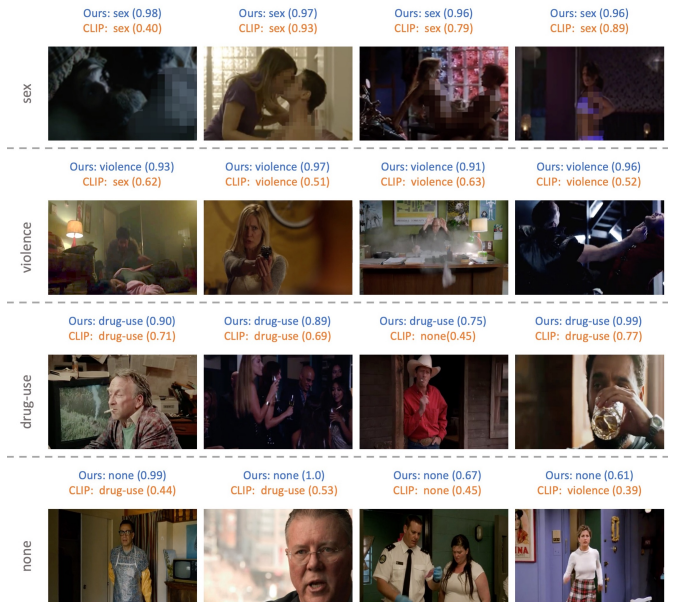 Ours: sex (0.98) Ours: sex (0.97) Ours: sex (0.96) Ours: sex (0.96)
CLIP: sex (0.40) CLIP: sex (0.93) CLIP: sex (0.79) CLIP: sex (0.89)
sex
Ours: violence (0.93) Ours: violence (0.97) Ours: violence (0.91) Ours: violence (0.96)
CLIP: sex (0.62) CLIP: violence (0.51) CLIP: violence (0.63) CLIP: violence (0.52)
violence
Ours: drug-use (0.90) Ours: drug-use (0.89) Ours: drug-use (0.75) Ours: drug-use (0.99)
CLIP: drug-use (0.71) CLIP: drug-use (0.69) CLIP: none(0.45) CLIP: drug-use (0.77)
drug-use
Ours: none (0.99) Ours: none (1.0) Ours: none (0.67) Ours: none (0.61)
CLIP: drug-use (0.44) CLIP: drug-use (0.53) CLIP: none (0.45) CLIP: violence (0.39)
none